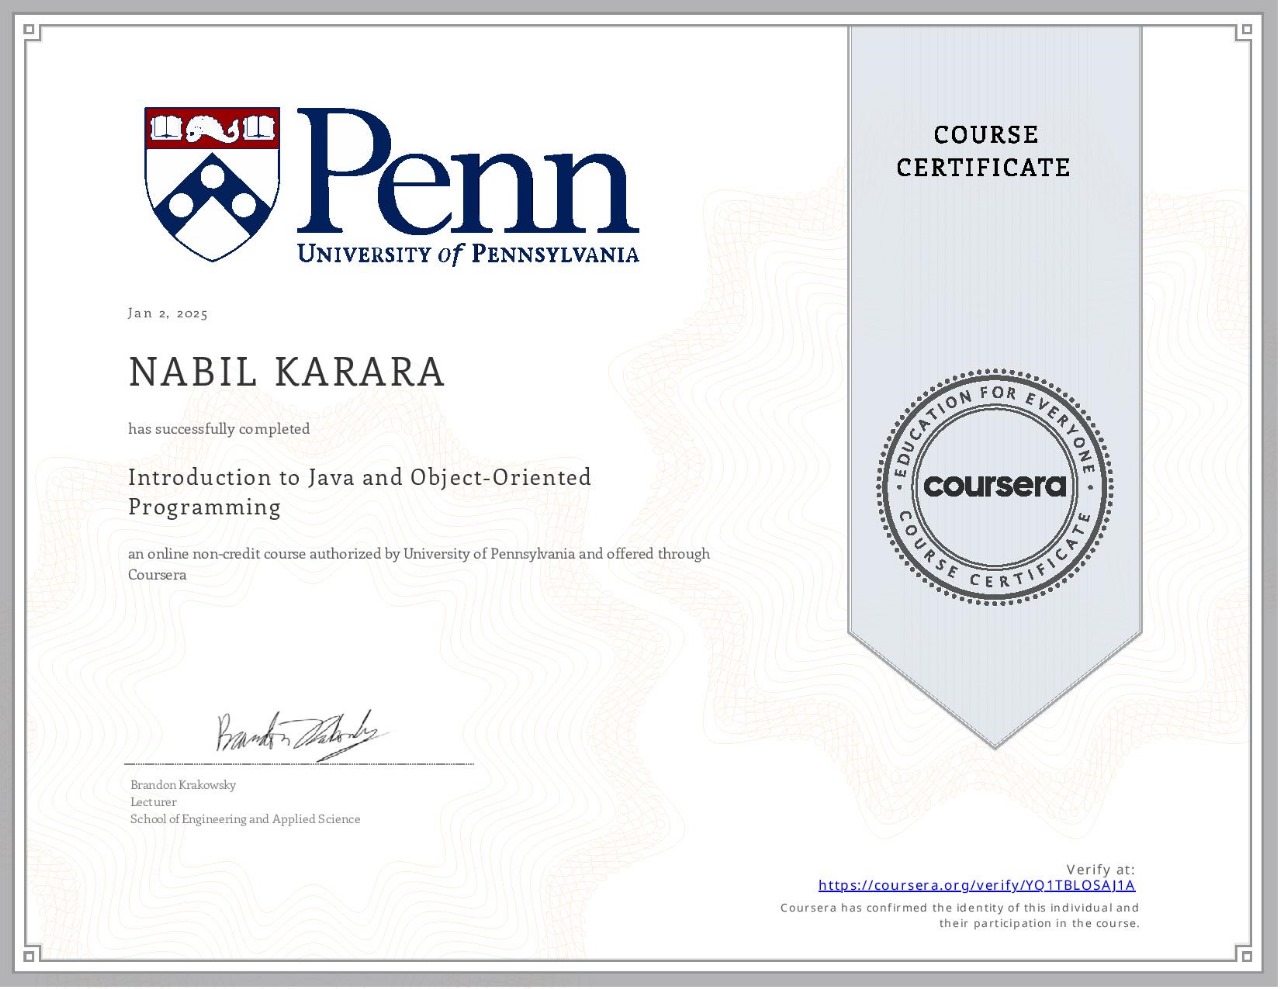 Penn
UNIVERSITY of PENNSYLVANIA
COURSE
CERTIFICATE
Jan 2, 2025
NABIL KARARA
has successfully completed
Introduction to Java and Object-Oriented
Programming
an online non-credit course authorized by University of Pennsylvania and offered through
Coursera
EDUCATION FOR EVERYONE
coursera
COURSE CERTIFICATE
Brandon Krakowsky
Lecturer
School of Engineering and Applied Science
Verify at:
https://coursera.org/verify/YQ1TBLOSAJ1A
Coursera has confirmed the identity of this individual and
their participation in the course.